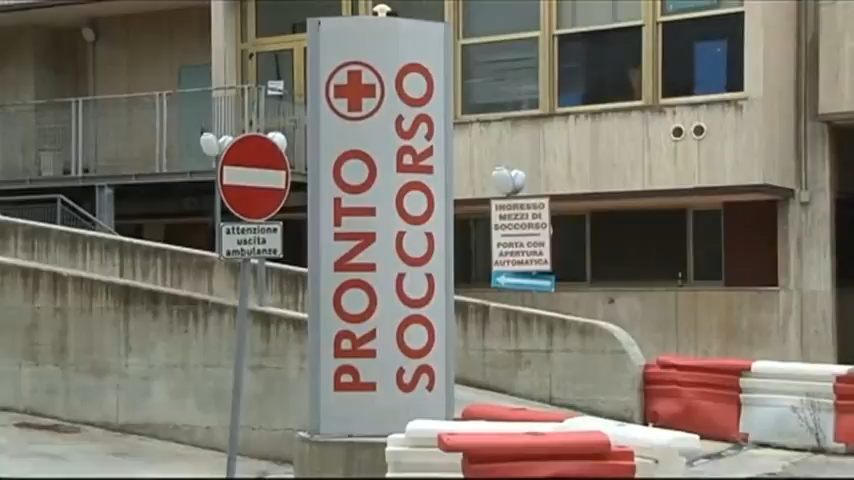 PRONTO
SOCCORSO
attenzione
uscita
ambulanze
INGRESSO
MEZZI DI
SOCCORSO
PORTA CON
APERTURA
AUTOMATICA